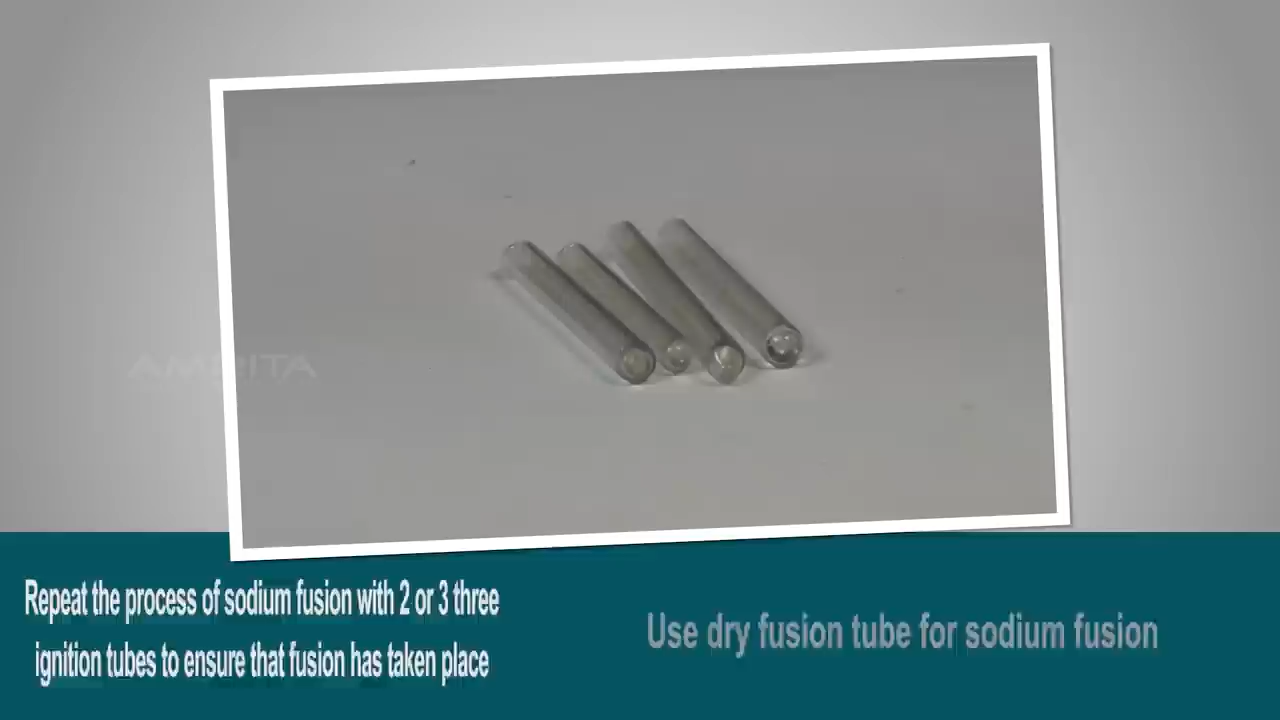 AMRITA
Repeat the process of sodium fusion with 2 or 3 three
ignition tubes to ensure that fusion has taken place
Use dry fusion tube for sodium fusion